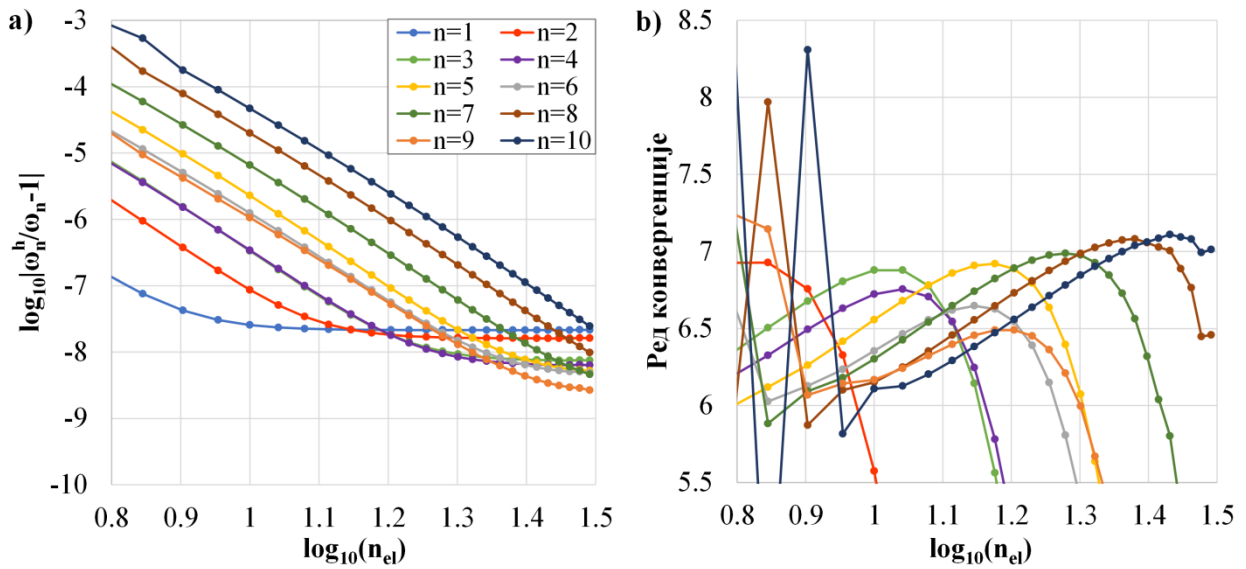 a)
log₁₀|ωₙʰ/ωₙ-1|
-3
-4
-5
-6
-7
-8
-9
-10
n=1 n=2
n=3 n=4
n=5 n=6
n=7 n=8
n=9 n=10
0.8 0.9 1 1.1 1.2 1.3 1.4 1.5
log₁₀(nₑₗ)
b)
Ред конвергенције
8.5
8
7.5
7
6.5
6
5.5
0.8 0.9 1 1.1 1.2 1.3 1.4 1.5
log₁₀(nₑₗ)